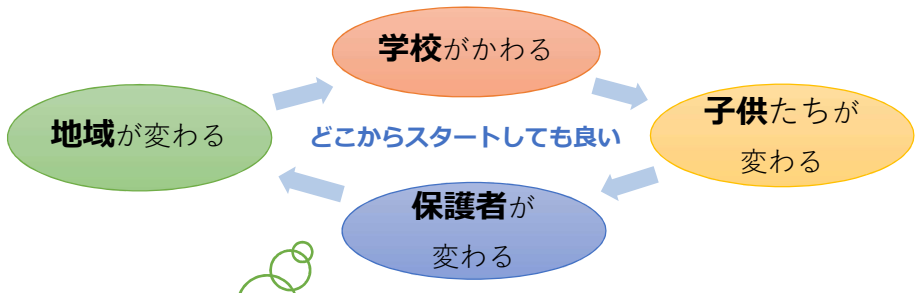 学校がかわる
地域が変わる
どこからスタートしても良い
子供たちが
変わる
保護者が
変わる